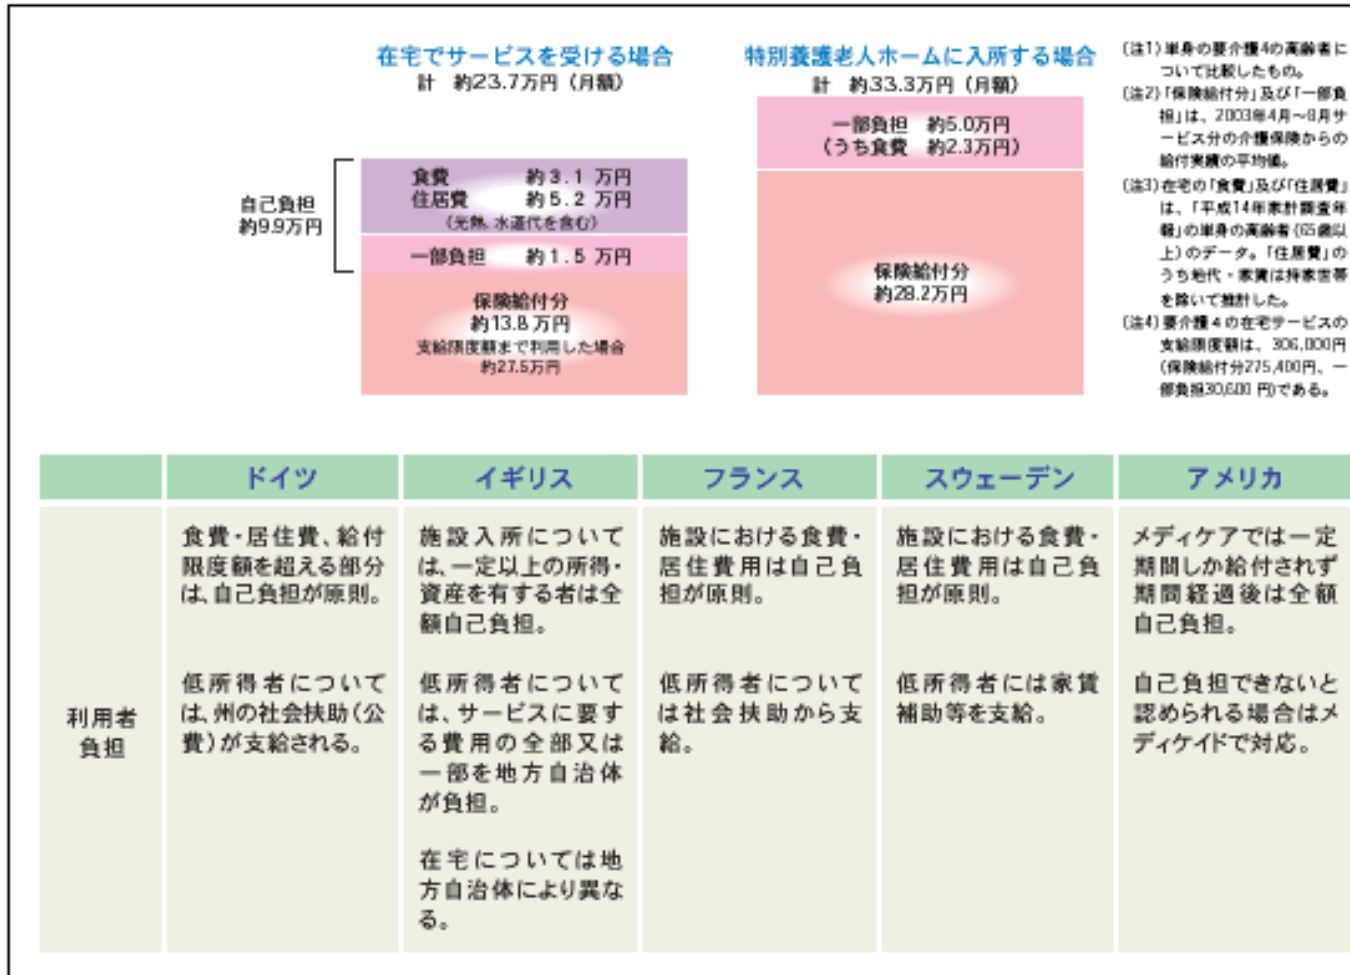 在宅でサービスを受ける場合
計　約23.7万円（月額）
自己負担
約9.9万円
食費　約3.1万円
住居費　約5.2万円
（光熱、水道代を含む）
一部負担　約1.5万円
保険給付分
約13.8万円
支給限度額まで利用した場合
約27.5万円
特別養護老人ホームに入所する場合
計　約33.3万円（月額）
一部負担　約5.0万円
（うち食費　約2.3万円）
保険給付分
約28.2万円
（注1）単身の要介護4の高齢者に
ついて比較したもの。
（注2）「保険給付分」及び「一部負
担」は、2003年4月～8月サ
ービス分の介護保険からの
給付実績の平均値。
（注3）在宅の「食費」及び「住居費」
は、「平成14年家計調査年
報」の単身の高齢者（65歳以
上）のデータ。「住居費」の
うち地代・家賃は持家世帯
を除いて推計した。
（注4）要介護4の在宅サービスの
支給限度額は、306,000円
（保険給付分275,400円、一
部負担30,600円）である。
ドイツ　イギリス　フランス　スウェーデン　アメリカ
利用者
負担
食費・居住費、給付
限度額を超える部分
は、自己負担が原則。
低所得者について
は、州の社会扶助（公
費）が支給される。
施設入所について
は、一定以上の所得・
資産を有する者は全
額自己負担。
低所得者について
は、サービスに要す
る費用の全部又は
一部を地方自治体
が負担。
在宅については地
方自治体により異な
る。
施設における食費・
居住費用は自己負
担が原則。
低所得者について
は社会扶助から支
給。
施設における食費・
居住費用は自己負
担が原則。
低所得者には家賃
補助等を支給。
メディケアでは一定
期間しか給付されず
期間経過後は全額
自己負担。
自己負担できないと
認められる場合はメ
ディケイドで対応。